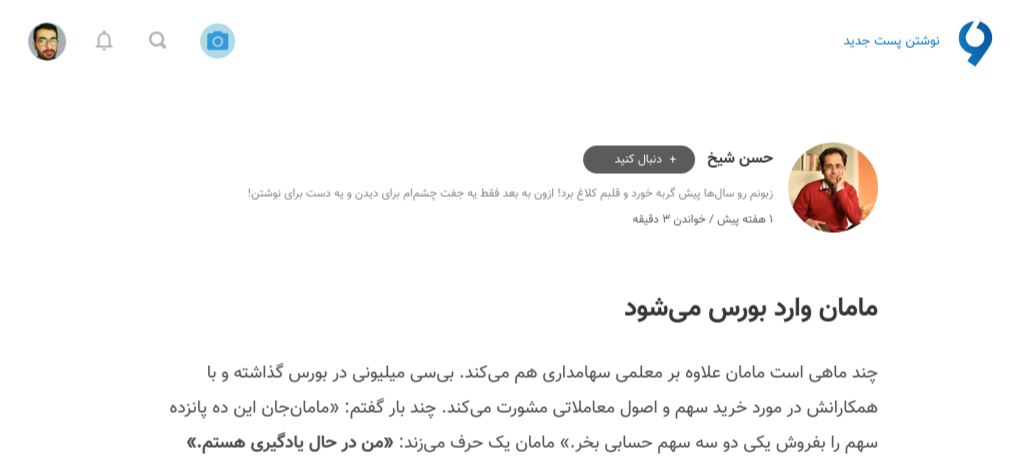 نوشتن پست جدید
حسن شیخ
+ دنبال کنید
زبونم رو سال‌ها پیش گربه خورد و قلبم کلاغ برد! ازون به بعد فقط یه جفت چشم‌ام برای دیدن و یه دست برای نوشتن!
۱ هفته پیش / خواندن ۳ دقیقه
مامان وارد بورس می‌شود
چند ماهی است مامان علاوه بر معلمی سهامداری هم می‌کند. بی‌سی میلیونی در بورس گذاشته و با
همکارانش در مورد خرید سهم و اصول معاملاتی مشورت می‌کند. چند بار گفتم: «مامان‌جان این ده پانزده
سهم را بفروش یکی دو سه سهم حسابی بخر.» مامان یک حرف می‌زند: «من در حال یادگیری هستم.»